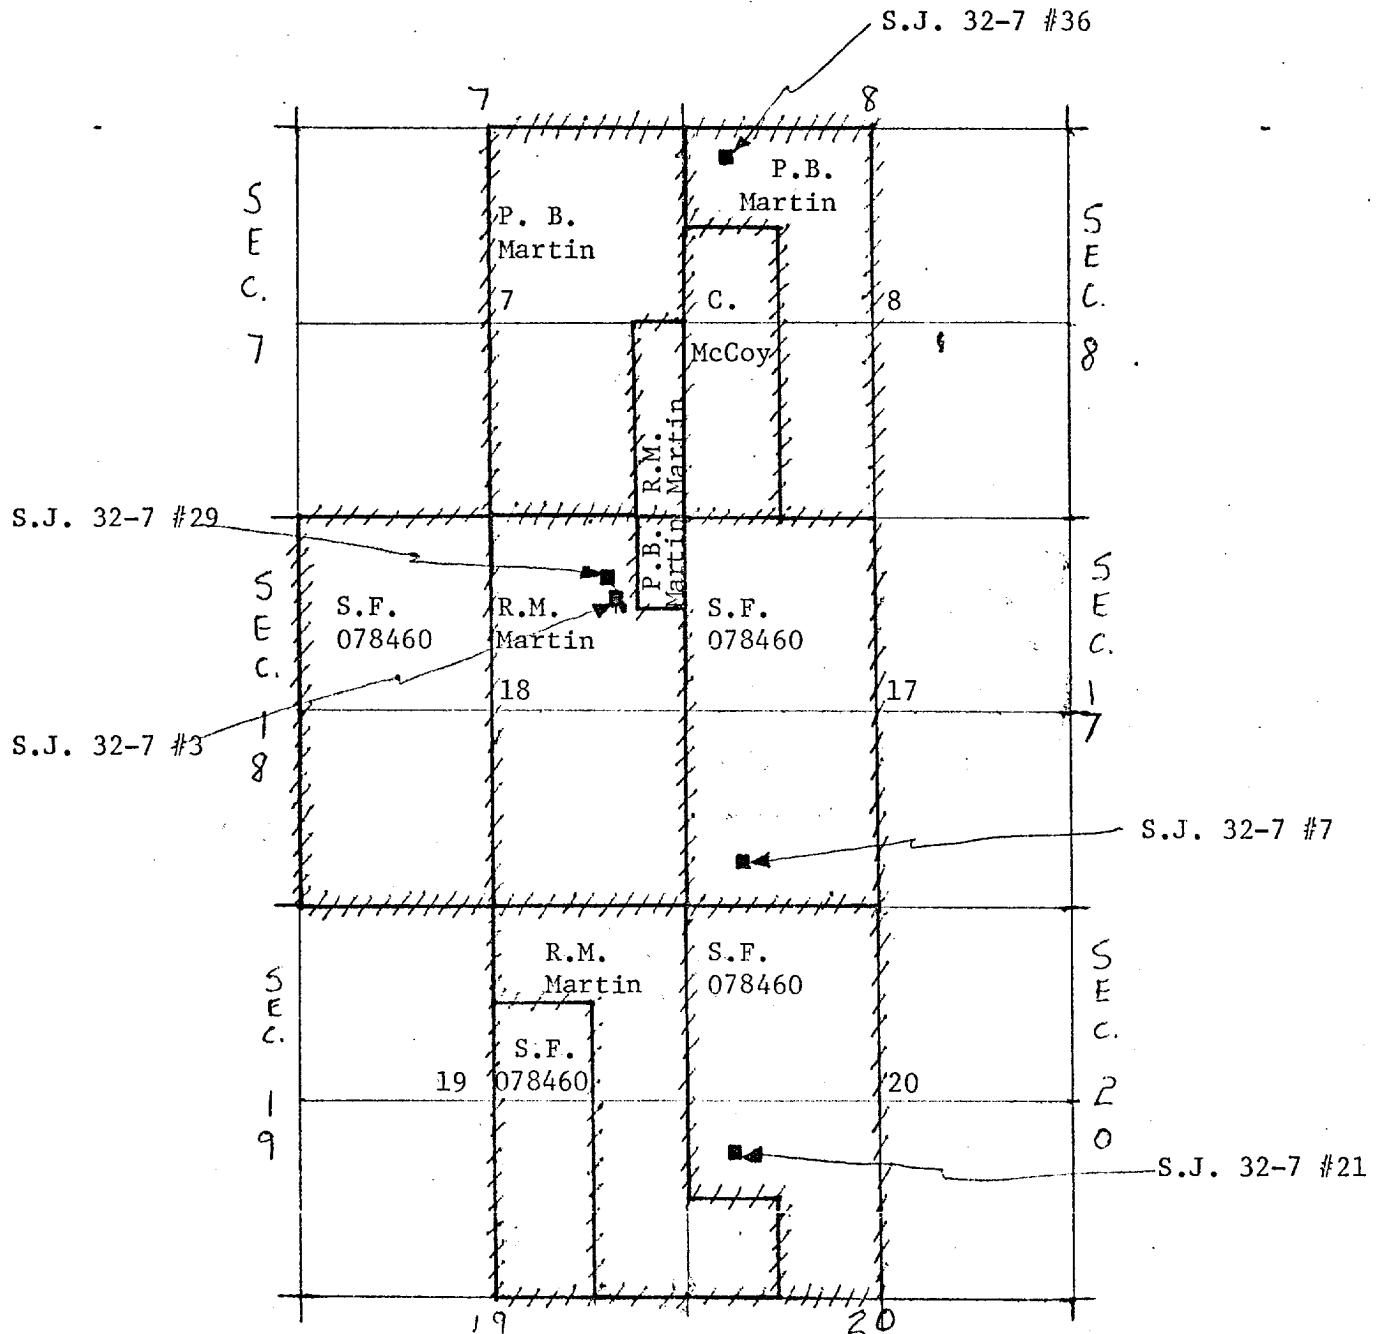 S.J. 32-7 #36
7
8
SEC. 7
P. B.
Martin
P.B.
Martin
SEC. 8
7
C.
McCoy
8
R.M.
Martin
P.B.
Martin
S.J. 32-7 #29
SEC. 18
S.F.
078460
R.M.
Martin
S.F.
078460
SEC. 17
18
17
S.J. 32-7 #3
S.J. 32-7 #7
SEC. 19
R.M.
Martin
S.F.
078460
SEC. 20
S.F.
078460
19
20
S.J. 32-7 #21
19
20